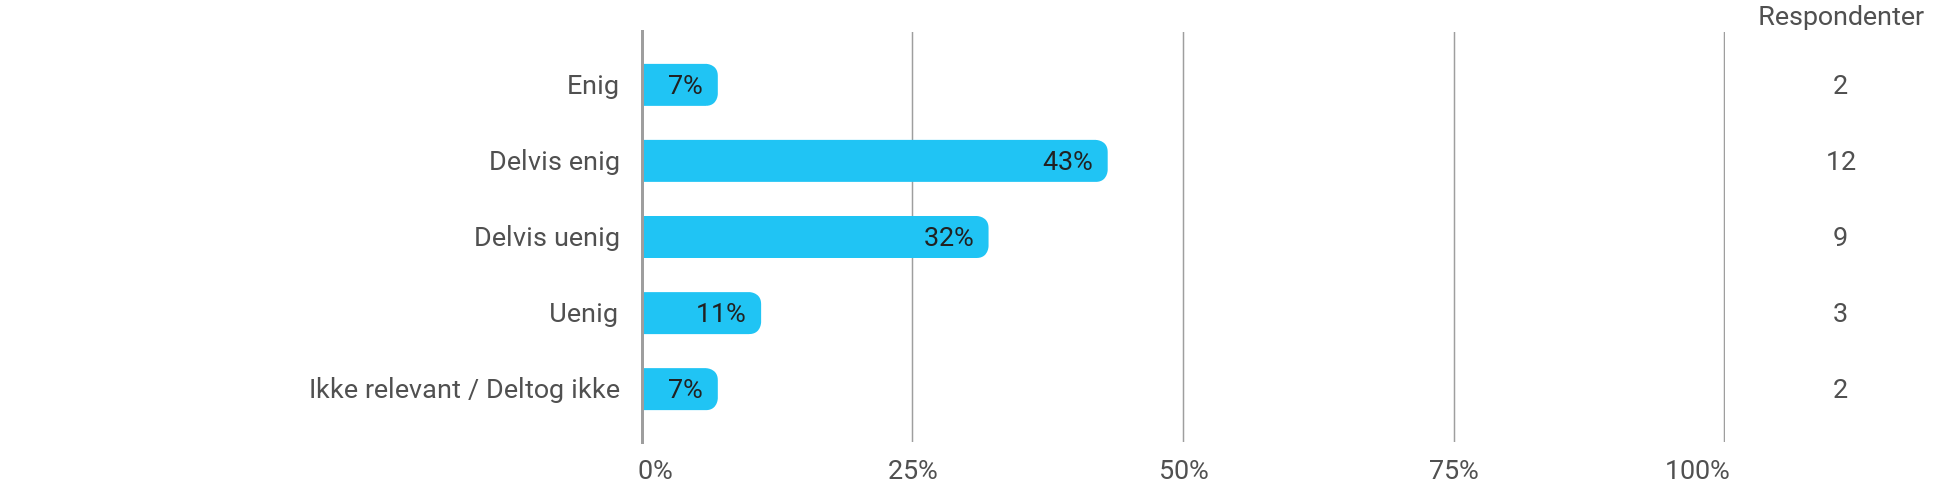 Respondenter
Enig 7% 2
Delvis enig 43% 12
Delvis uenig 32% 9
Uenig 11% 3
Ikke relevant / Deltog ikke 7% 2
0% 25% 50% 75% 100%